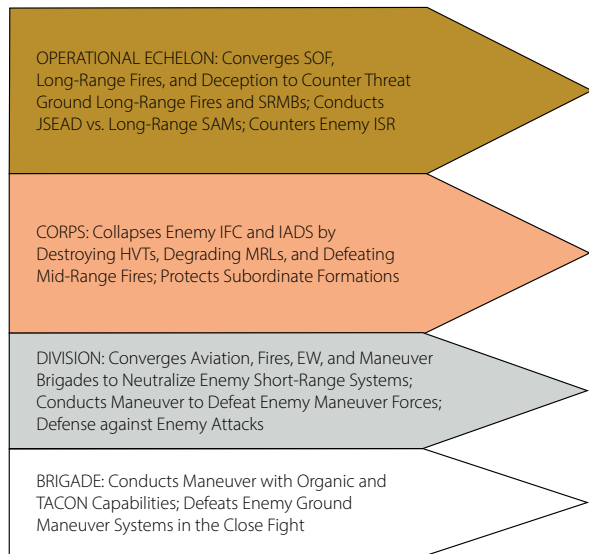 OPERATIONAL ECHELON: Converges SOF,
Long-Range Fires, and Deception to Counter Threat
Ground Long-Range Fires and SRMBs; Conducts
JSEAD vs. Long-Range SAMs; Counters Enemy ISR
CORPS: Collapses Enemy IFC and IADS by
Destroying HVTs, Degrading MRLs, and Defeating
Mid-Range Fires; Protects Subordinate Formations
DIVISION: Converges Aviation, Fires, EW, and Maneuver
Brigades to Neutralize Enemy Short-Range Systems;
Conducts Maneuver to Defeat Enemy Maneuver Forces;
Defense against Enemy Attacks
BRIGADE: Conducts Maneuver with Organic and
TACON Capabilities; Defeats Enemy Ground
Maneuver Systems in the Close Fight